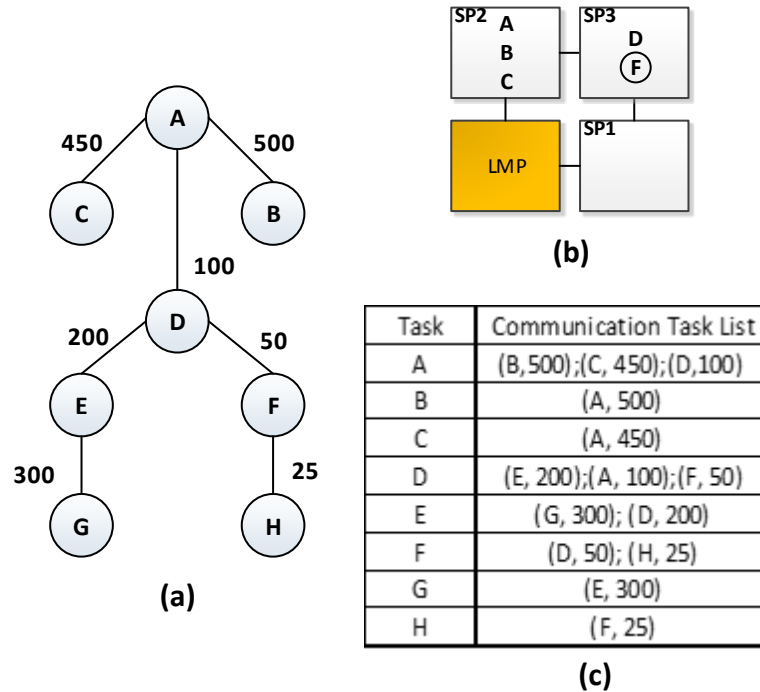 A
450
500
C
B
100
D
200
50
E
F
300
25
G
H
(a)
SP2
A
B
C
SP3
D
F
LMP
SP1
(b)
Task Communication Task List
A (B,500);(C, 450);(D,100)
B (A, 500)
C (A, 450)
D (E, 200);(A, 100);(F, 50)
E (G, 300); (D, 200)
F (D, 50); (H, 25)
G (E, 300)
H (F, 25)
(c)